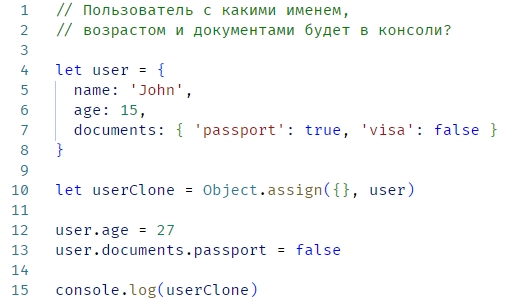 1 // Пользователь с какими именем,
2 // возрастом и документами будет в консоли?
3
4 let user = {
5   name: 'John',
6   age: 15,
7   documents: { 'passport': true, 'visa': false }
8 }
9
10 let userClone = Object.assign({}, user)
11
12 user.age = 27
13 user.documents.passport = false
14
15 console.log(userClone)